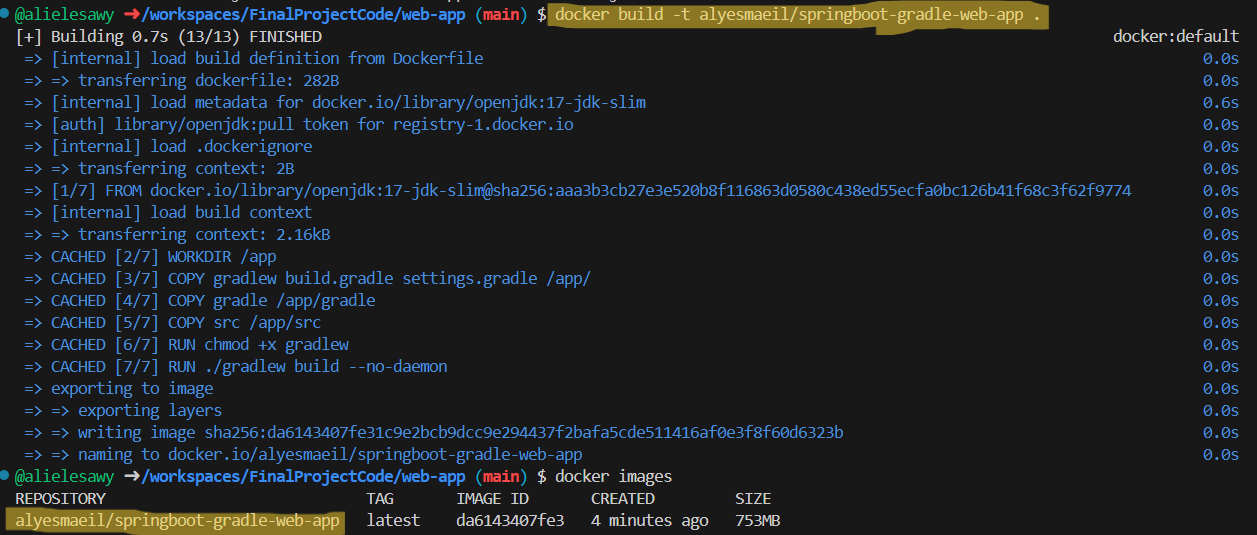 @alielesawy ➜/workspaces/FinalProjectCode/web-app (main) $ docker build -t alyesmaeil/springboot-gradle-web-app .
[+] Building 0.7s (13/13) FINISHED docker:default
=> [internal] load build definition from Dockerfile 0.0s
=> => transferring dockerfile: 282B 0.0s
=> [internal] load metadata for docker.io/library/openjdk:17-jdk-slim 0.6s
=> [auth] library/openjdk:pull token for registry-1.docker.io 0.0s
=> [internal] load .dockerignore 0.0s
=> => transferring context: 2B 0.0s
=> [1/7] FROM docker.io/library/openjdk:17-jdk-slim@sha256:aaa3b3cb27e3e520b8f116863d0580c438ed55ecfa0bc126b41f68c3f62f9774 0.0s
=> [internal] load build context 0.0s
=> => transferring context: 2.16kB 0.0s
=> CACHED [2/7] WORKDIR /app 0.0s
=> CACHED [3/7] COPY gradlew build.gradle settings.gradle /app/ 0.0s
=> CACHED [4/7] COPY gradle /app/gradle 0.0s
=> CACHED [5/7] COPY src /app/src 0.0s
=> CACHED [6/7] RUN chmod +x gradlew 0.0s
=> CACHED [7/7] RUN ./gradlew build --no-daemon 0.0s
=> exporting to image 0.0s
=> => exporting layers 0.0s
=> => writing image sha256:da6143407fe31c9e2bcb9dcc9e294437f2bafa5cde511416af0e3f8f60d6323b 0.0s
=> => naming to docker.io/alyesmaeil/springboot-gradle-web-app 0.0s
@alielesawy ➜/workspaces/FinalProjectCode/web-app (main) $ docker images
REPOSITORY TAG IMAGE ID CREATED SIZE
alyesmaeil/springboot-gradle-web-app latest da6143407fe3 4 minutes ago 753MB